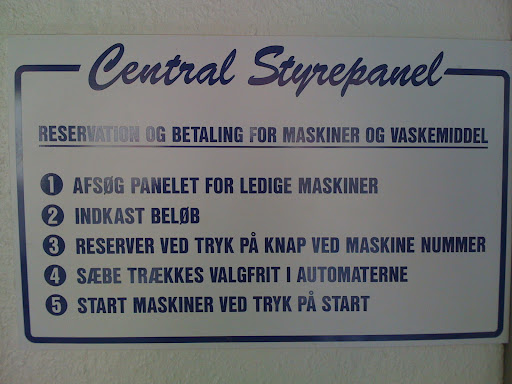 Central Styrepanel
RESERVATION OG BETALING FOR MASKINER OG VASKEMIDDEL
1 AFSØG PANELET FOR LEDIGE MASKINER
2 INDKAST BELØB
3 RESERVER VED TRYK PÅ KNAP VED MASKINE NUMMER
4 SÆBE TRÆKKES VALGFRIT I AUTOMATERNE
5 START MASKINER VED TRYK PÅ START